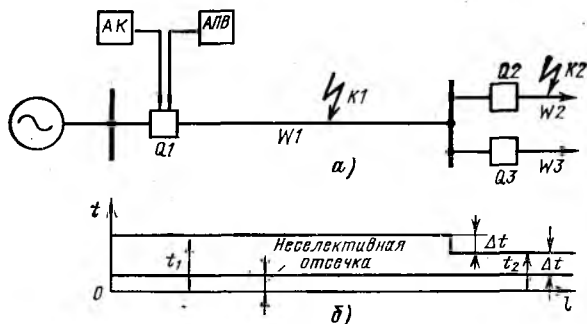 АК
АПВ
Q1
K1
W1
Q2
K2
W2
Q3
W3
а)
t
Неселективная
отсечка
t₁
Δt
t₂
Δt
0
l
б)